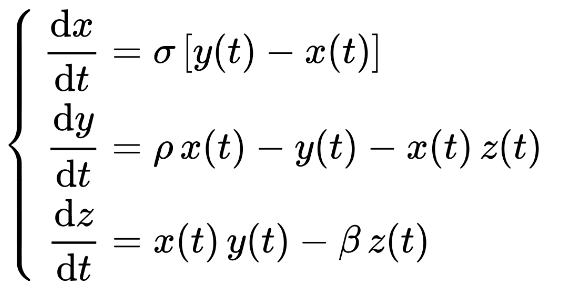 dx/dt = σ [y(t) − x(t)]
dy/dt = ρ x(t) − y(t) − x(t) z(t)
dz/dt = x(t) y(t) − β z(t)